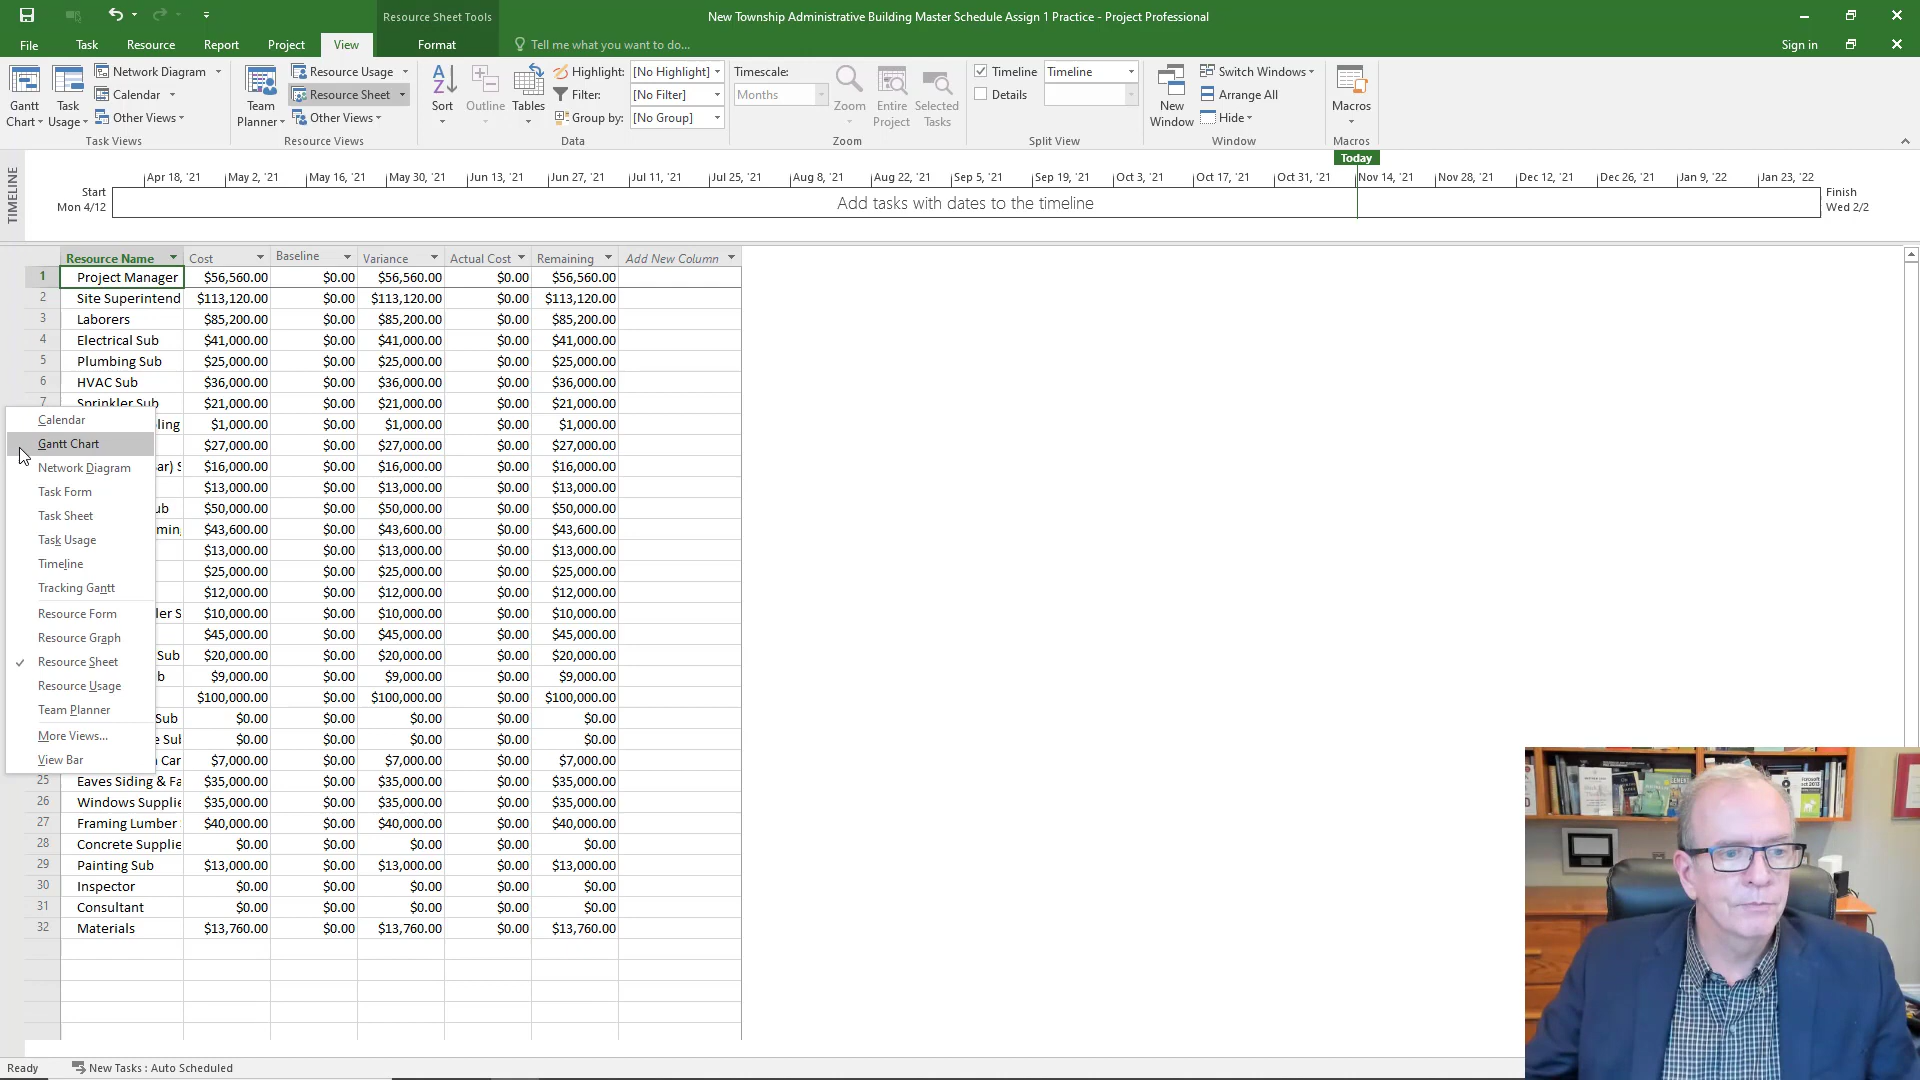 Resource Sheet Tools
New Township Administrative Building Master Schedule Assign 1 Practice - Project Professional
File Task Resource Report Project View Format Tell me what you want to do... Sign in
Network Diagram Resource Usage Highlight: [No Highlight] Timescale: Timeline Timeline Switch Windows
Calendar Resource Sheet Filter: [No Filter] Months Details Arrange All
Gantt Chart Task Usage Other Views Team Planner Other Views Sort Outline Tables Group by: [No Group] Zoom Entire Project Selected Tasks New Window Hide Macros
Task Views Resource Views Data Zoom Split View Window Macros
Today
TIMELINE
Start Apr 18, '21 May 2, '21 May 16, '21 May 30, '21 Jun 13, '21 Jun 27, '21 Jul 11, '21 Jul 25, '21 Aug 8, '21 Aug 22, '21 Sep 5, '21 Sep 19, '21 Oct 3, '21 Oct 17, '21 Oct 31, '21 Nov 14, '21 Nov 28, '21 Dec 12, '21 Dec 26, '21 Jan 9, '22 Jan 23, '22 Finish
Mon 4/12 Add tasks with dates to the timeline Wed 2/2
Resource Name Cost Baseline Variance Actual Cost Remaining Add New Column
1 Project Manager $56,560.00 $0.00 $56,560.00 $0.00 $56,560.00
2 Site Superintend $113,120.00 $0.00 $113,120.00 $0.00 $113,120.00
3 Laborers $85,200.00 $0.00 $85,200.00 $0.00 $85,200.00
4 Electrical Sub $41,000.00 $0.00 $41,000.00 $0.00 $41,000.00
5 Plumbing Sub $25,000.00 $0.00 $25,000.00 $0.00 $25,000.00
6 HVAC Sub $36,000.00 $0.00 $36,000.00 $0.00 $36,000.00
7 Sprinkler Sub $21,000.00 $0.00 $21,000.00 $0.00 $21,000.00
ling $1,000.00 $0.00 $1,000.00 $0.00 $1,000.00
$27,000.00 $0.00 $27,000.00 $0.00 $27,000.00
ar) S $16,000.00 $0.00 $16,000.00 $0.00 $16,000.00
$13,000.00 $0.00 $13,000.00 $0.00 $13,000.00
ub $50,000.00 $0.00 $50,000.00 $0.00 $50,000.00
min $43,600.00 $0.00 $43,600.00 $0.00 $43,600.00
$13,000.00 $0.00 $13,000.00 $0.00 $13,000.00
$25,000.00 $0.00 $25,000.00 $0.00 $25,000.00
$12,000.00 $0.00 $12,000.00 $0.00 $12,000.00
ler S $10,000.00 $0.00 $10,000.00 $0.00 $10,000.00
$45,000.00 $0.00 $45,000.00 $0.00 $45,000.00
Sub $20,000.00 $0.00 $20,000.00 $0.00 $20,000.00
b $9,000.00 $0.00 $9,000.00 $0.00 $9,000.00
$100,000.00 $0.00 $100,000.00 $0.00 $100,000.00
Sub $0.00 $0.00 $0.00 $0.00 $0.00
e Sub $0.00 $0.00 $0.00 $0.00 $0.00
Car $7,000.00 $0.00 $7,000.00 $0.00 $7,000.00
25 Eaves Siding & Fa $35,000.00 $0.00 $35,000.00 $0.00 $35,000.00
26 Windows Supplie $35,000.00 $0.00 $35,000.00 $0.00 $35,000.00
27 Framing Lumber $40,000.00 $0.00 $40,000.00 $0.00 $40,000.00
28 Concrete Supplie $0.00 $0.00 $0.00 $0.00 $0.00
29 Painting Sub $13,000.00 $0.00 $13,000.00 $0.00 $13,000.00
30 Inspector $0.00 $0.00 $0.00 $0.00 $0.00
31 Consultant $0.00 $0.00 $0.00 $0.00 $0.00
32 Materials $13,760.00 $0.00 $13,760.00 $0.00 $13,760.00
Calendar
Gantt Chart
Network Diagram
Task Form
Task Sheet
Task Usage
Timeline
Tracking Gantt
Resource Form
Resource Graph
Resource Sheet
Resource Usage
Team Planner
More Views...
View Bar
Ready New Tasks : Auto Scheduled